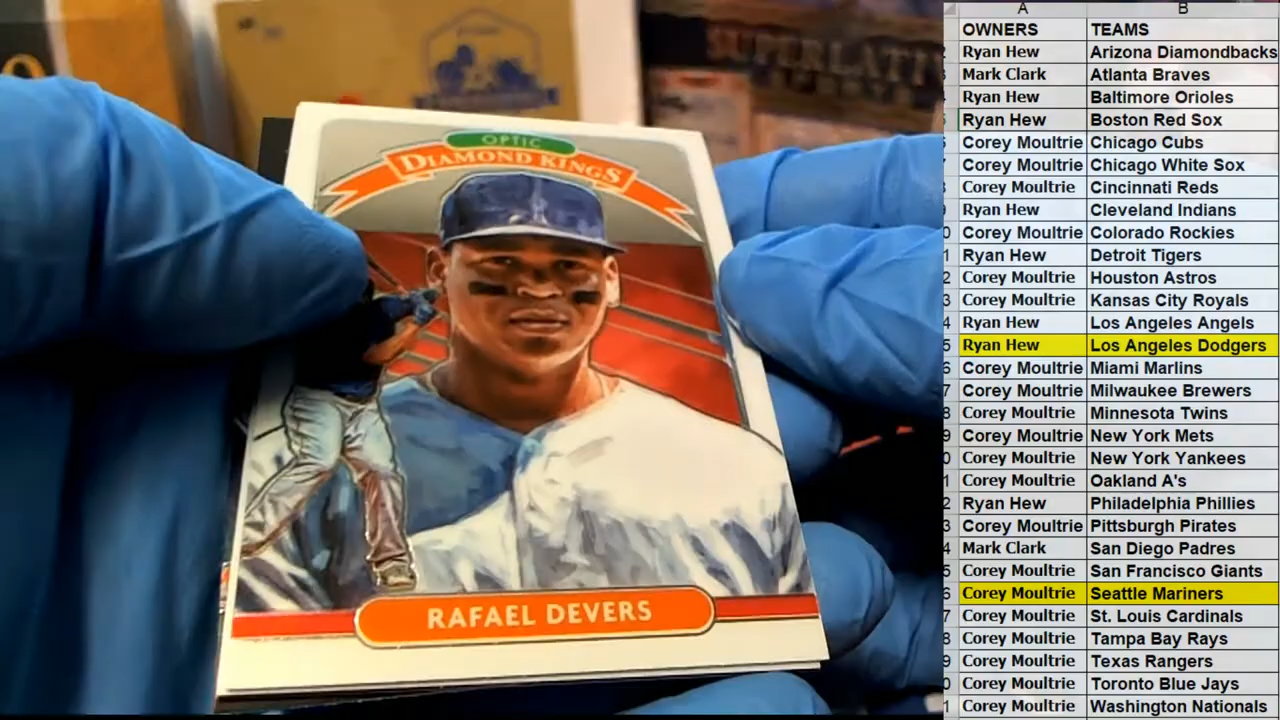 SUPERLATIV
OPTIC
DIAMOND KINGS
RAFAEL DEVERS
A B
OWNERS TEAMS
Ryan Hew Arizona Diamondbacks
Mark Clark Atlanta Braves
Ryan Hew Baltimore Orioles
Ryan Hew Boston Red Sox
Corey Moultrie Chicago Cubs
Corey Moultrie Chicago White Sox
Corey Moultrie Cincinnati Reds
Ryan Hew Cleveland Indians
Corey Moultrie Colorado Rockies
Ryan Hew Detroit Tigers
Corey Moultrie Houston Astros
Corey Moultrie Kansas City Royals
Ryan Hew Los Angeles Angels
Ryan Hew Los Angeles Dodgers
Corey Moultrie Miami Marlins
Corey Moultrie Milwaukee Brewers
Corey Moultrie Minnesota Twins
Corey Moultrie New York Mets
Corey Moultrie New York Yankees
Corey Moultrie Oakland A's
Ryan Hew Philadelphia Phillies
Corey Moultrie Pittsburgh Pirates
Mark Clark San Diego Padres
Corey Moultrie San Francisco Giants
Corey Moultrie Seattle Mariners
Corey Moultrie St. Louis Cardinals
Corey Moultrie Tampa Bay Rays
Corey Moultrie Texas Rangers
Corey Moultrie Toronto Blue Jays
Corey Moultrie Washington Nationals